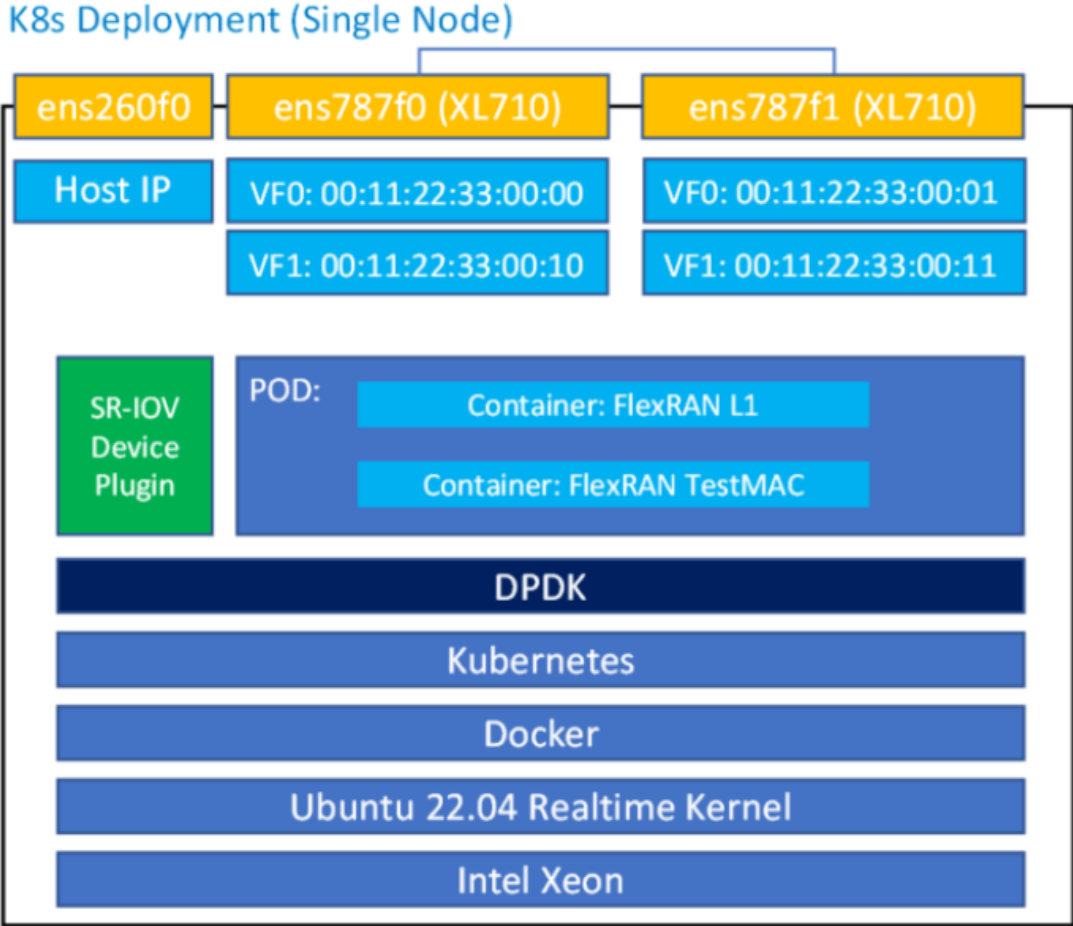 K8s Deployment (Single Node)
ens260f0
ens787f0 (XL710)
ens787f1 (XL710)
Host IP
VF0: 00:11:22:33:00:00
VF0: 00:11:22:33:00:01
VF1: 00:11:22:33:00:10
VF1: 00:11:22:33:00:11
SR-IOV
Device
Plugin
POD:
Container: FlexRAN L1
Container: FlexRAN TestMAC
DPDK
Kubernetes
Docker
Ubuntu 22.04 Realtime Kernel
Intel Xeon